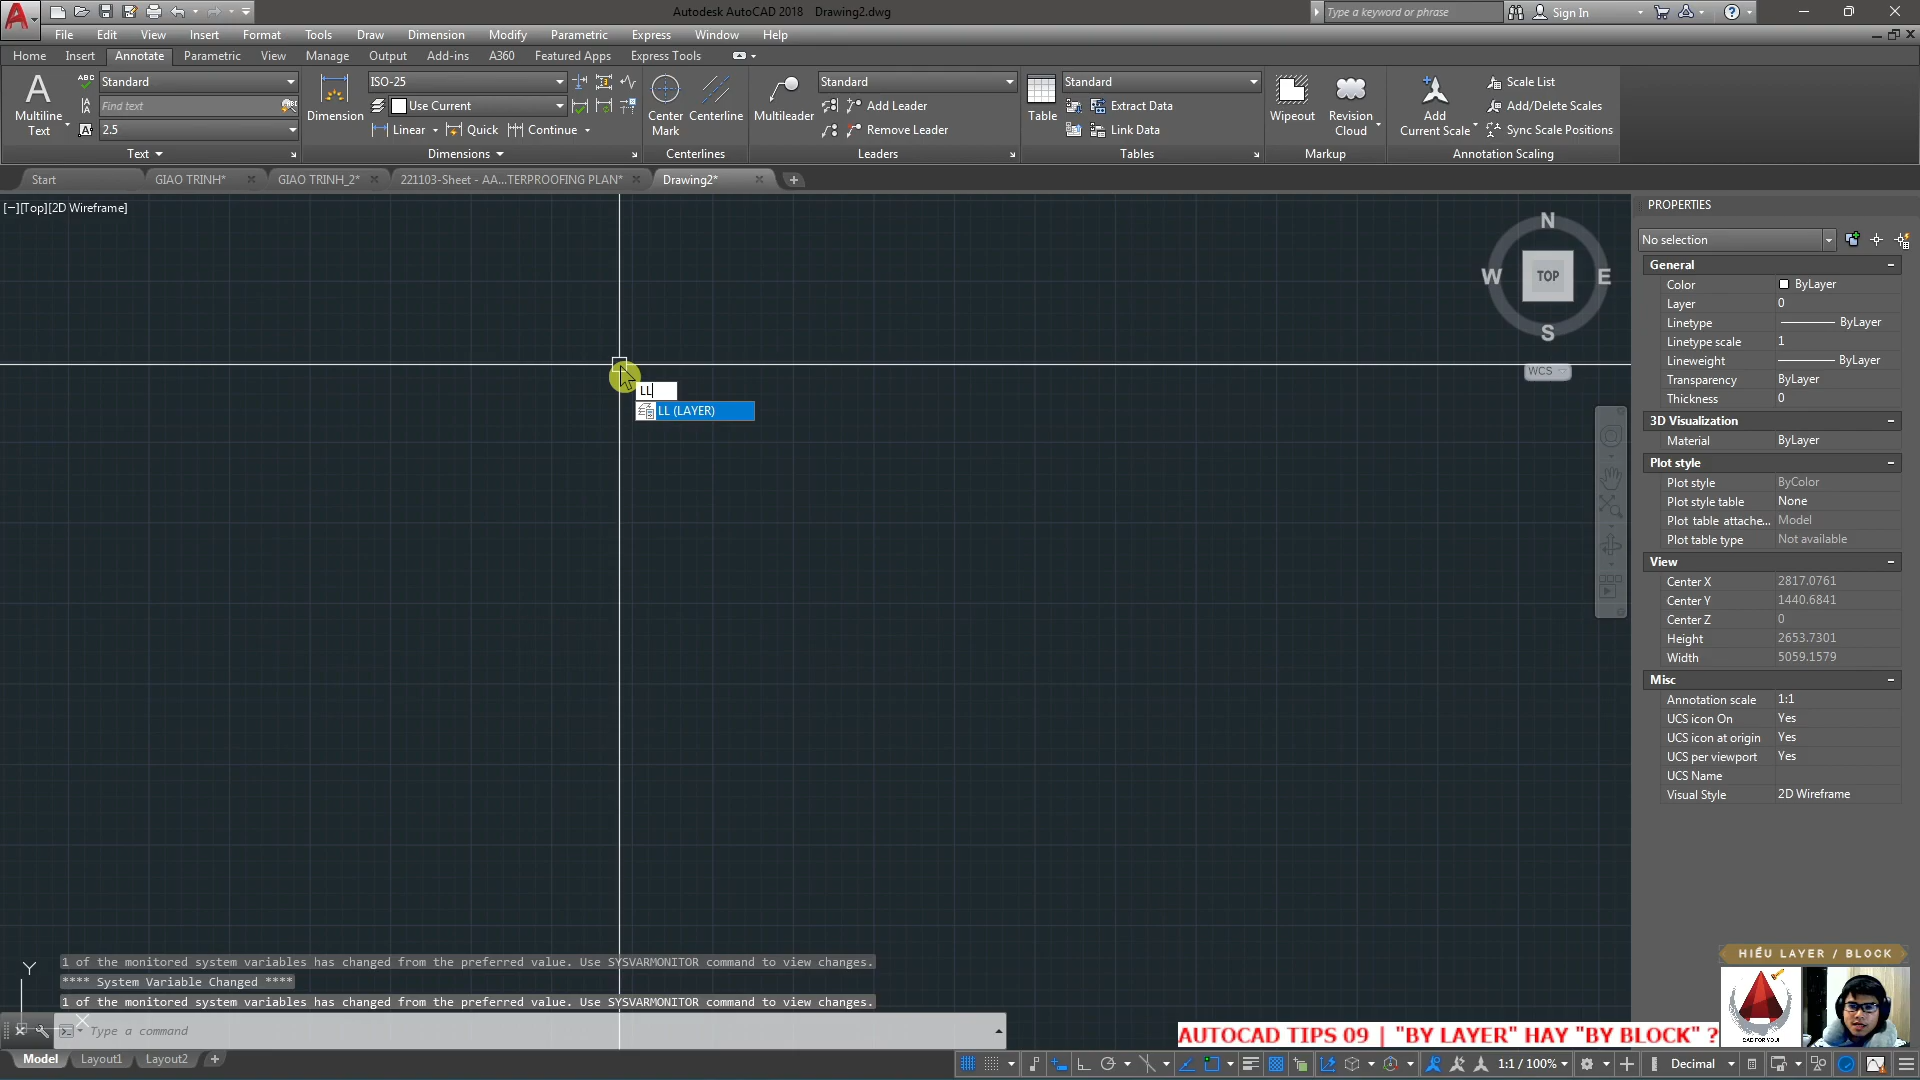 Autodesk AutoCAD 2018 Drawing2.dwg
Type a keyword or phrase
Sign In
File Edit View Insert Format Tools Draw Dimension Modify Parametric Express Window Help
Home Insert Annotate Parametric View Manage Output Add-ins A360 Featured Apps Express Tools
Multiline Text
ABC Standard
Find text
2.5
Text
Dimension
ISO-25
Use Current
Linear Quick Continue
Dimensions
Center Mark
Centerline
Centerlines
Multileader
Standard
Add Leader
Remove Leader
Leaders
Table
Standard
Extract Data
Link Data
Tables
Wipeout
Revision Cloud
Markup
Add Current Scale
Scale List
Add/Delete Scales
Sync Scale Positions
Annotation Scaling
Start
GIAO TRINH*
GIAO TRINH_2*
221103-Sheet - AA...TERPROOFING PLAN*
Drawing2*
[−][Top][2D Wireframe]
N
W TOP E
S
WCS
LL
LL (LAYER)
PROPERTIES
No selection
General
Color ByLayer
Layer 0
Linetype ByLayer
Linetype scale 1
Lineweight ByLayer
Transparency ByLayer
Thickness 0
3D Visualization
Material ByLayer
Plot style
Plot style ByColor
Plot style table None
Plot table attache... Model
Plot table type Not available
View
Center X 2817.0761
Center Y 1440.6841
Center Z 0
Height 2653.7301
Width 5059.1579
Misc
Annotation scale 1:1
UCS icon On Yes
UCS icon at origin Yes
UCS per viewport Yes
UCS Name
Visual Style 2D Wireframe
Y
X
1 of the monitored system variables has changed from the preferred value. Use SYSVARMONITOR command to view changes.
**** System Variable Changed ****
1 of the monitored system variables has changed from the preferred value. Use SYSVARMONITOR command to view changes.
Type a command
HIỂU LAYER / BLOCK
CAD FOR YOU!
AUTOCAD TIPS 09 | "BY LAYER" HAY "BY BLOCK" ?
Model Layout1 Layout2
1:1 / 100%
Decimal